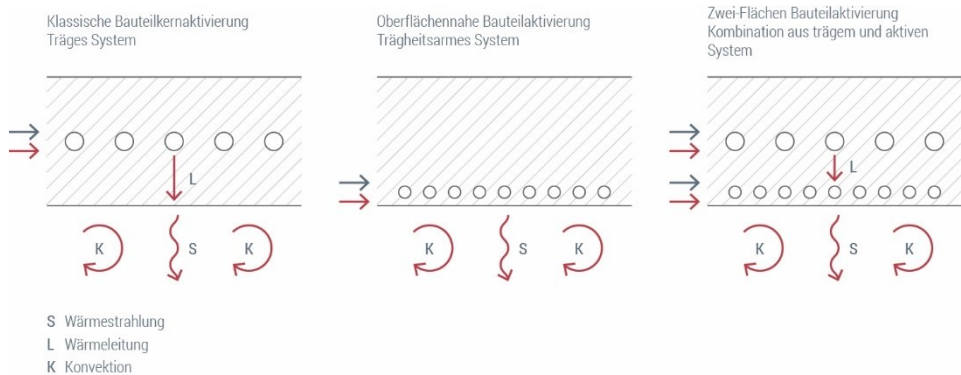 Klassische Bauteilkernaktivierung
Träges System
Oberflächennahe Bauteilaktivierung
Trägheitsarmes System
Zwei-Flächen Bauteilaktivierung
Kombination aus trägem und aktiven
System
L
K
S
K
K
S
K
L
K
S
K
S Wärmestrahlung
L Wärmeleitung
K Konvektion